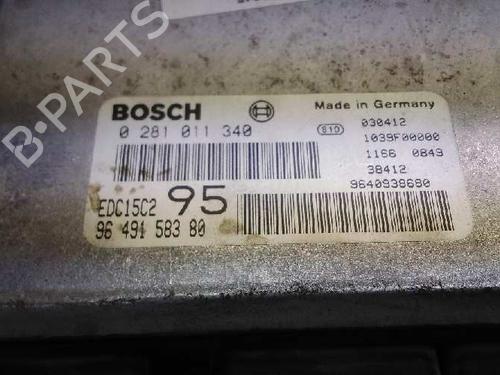 BOSCH
Made in Germany
0 281 011 340
810
030412
1039F00000
1166 0849
38412
9640938680
EDC15C2 95
96 491 583 80
B-PARTS